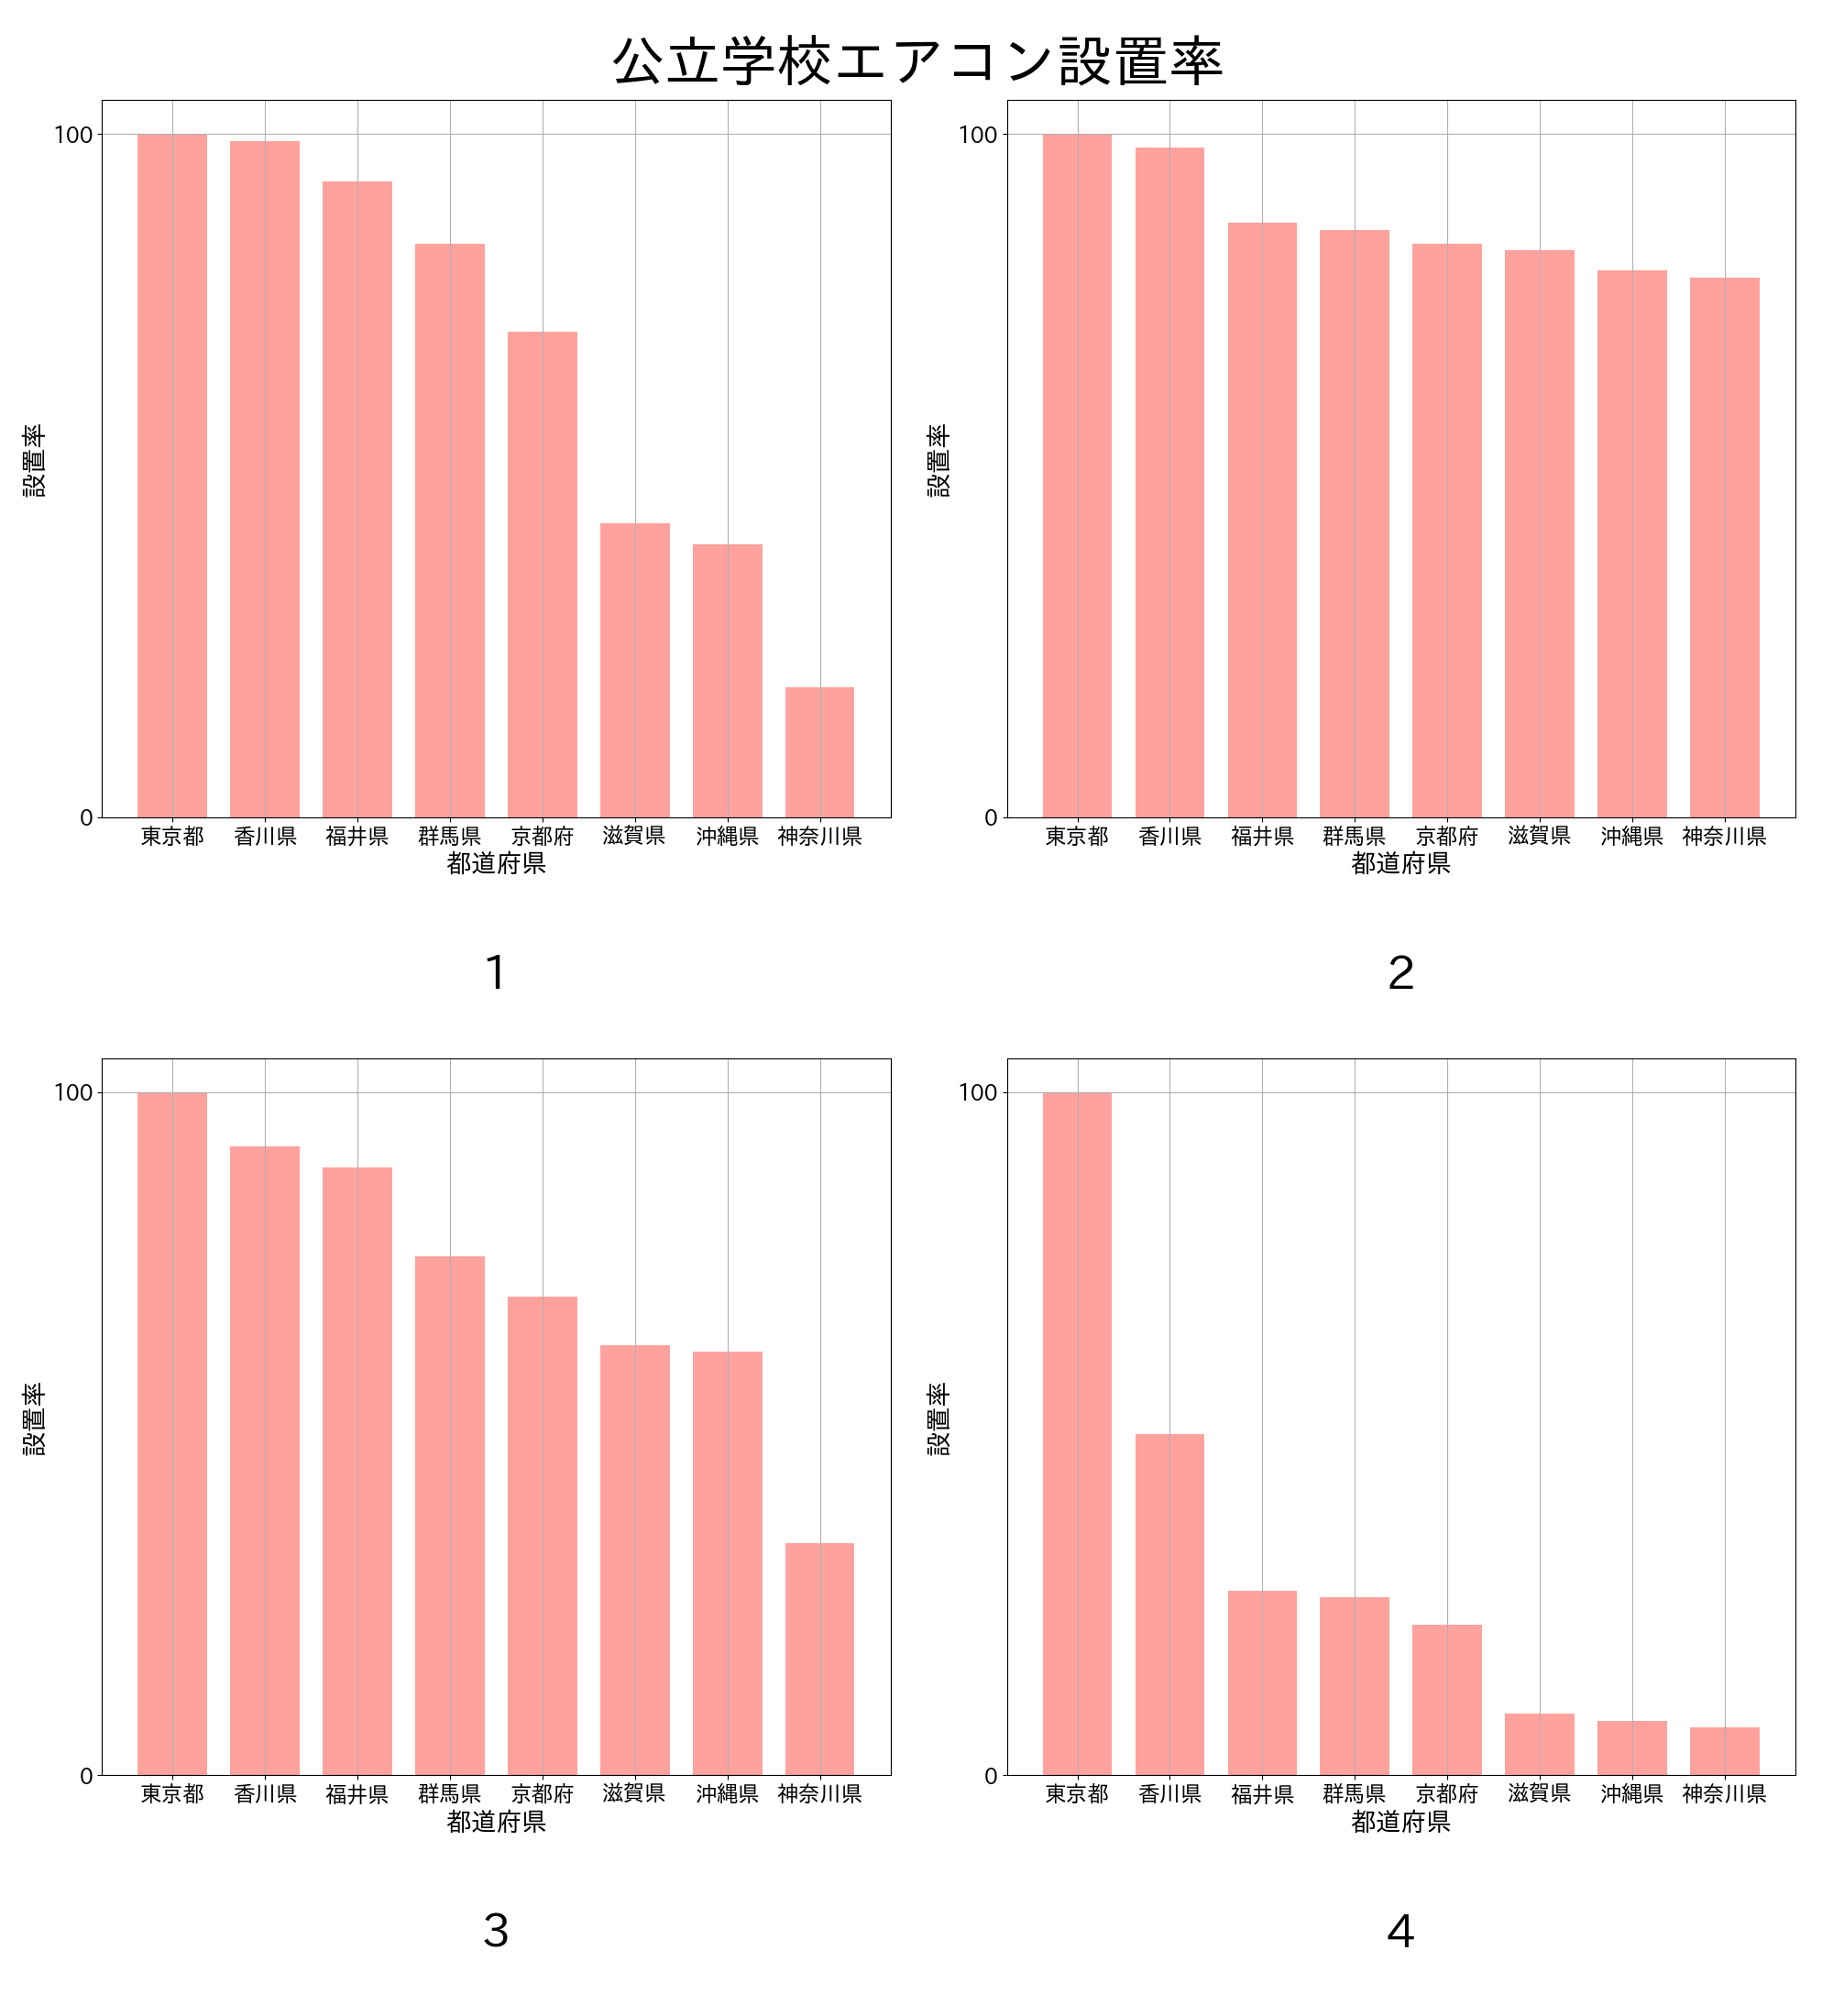 公立学校エアコン設置率
100
設置率
0
東京都 香川県 福井県 群馬県 京都府 滋賀県 沖縄県 神奈川県
都道府県
1
100
設置率
0
東京都 香川県 福井県 群馬県 京都府 滋賀県 沖縄県 神奈川県
都道府県
2
100
設置率
0
東京都 香川県 福井県 群馬県 京都府 滋賀県 沖縄県 神奈川県
都道府県
3
100
設置率
0
東京都 香川県 福井県 群馬県 京都府 滋賀県 沖縄県 神奈川県
都道府県
4